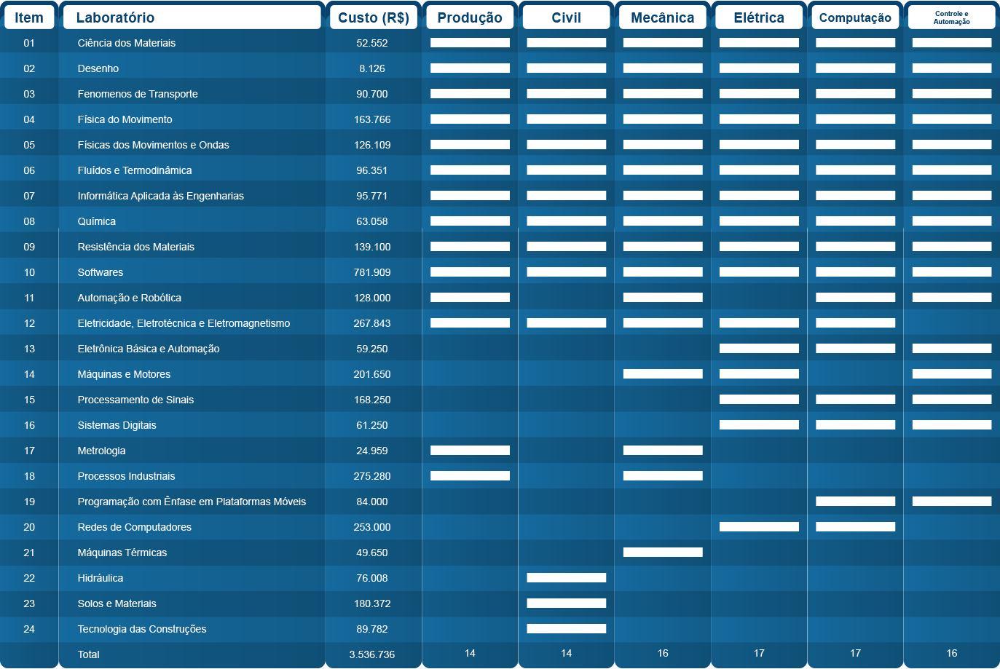 Item Laboratório Custo (R$) Produção Civil Mecânica Elétrica Computação Controle e
Automação
01 Ciência dos Materiais 52.552
02 Desenho 8.126
03 Fenomenos de Transporte 90.700
04 Física do Movimento 163.766
05 Físicas dos Movimentos e Ondas 126.109
06 Fluídos e Termodinâmica 96.351
07 Informática Aplicada às Engenharias 95.771
08 Química 63.058
09 Resistência dos Materiais 139.100
10 Softwares 781.909
11 Automação e Robótica 128.000
12 Eletricidade, Eletrotécnica e Eletromagnetismo 267.843
13 Eletrônica Básica e Automação 59.250
14 Máquinas e Motores 201.650
15 Processamento de Sinais 168.250
16 Sistemas Digitais 61.250
17 Metrologia 24.959
18 Processos Industriais 275.280
19 Programação com Ênfase em Plataformas Móveis 84.000
20 Redes de Computadores 253.000
21 Máquinas Térmicas 49.650
22 Hidráulica 76.008
23 Solos e Materiais 180.372
24 Tecnologia das Construções 89.782
Total 3.536.736 14 14 16 17 17 16